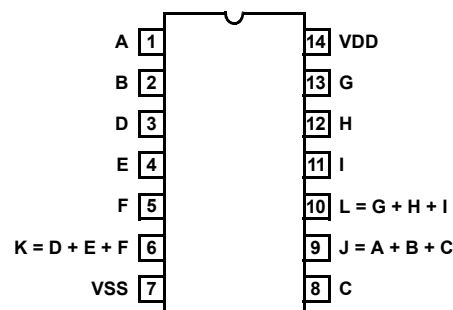 A 1 14 VDD
B 2 13 G
D 3 12 H
E 4 11 I
F 5 10 L = G + H + I
K = D + E + F 6 9 J = A + B + C
VSS 7 8 C